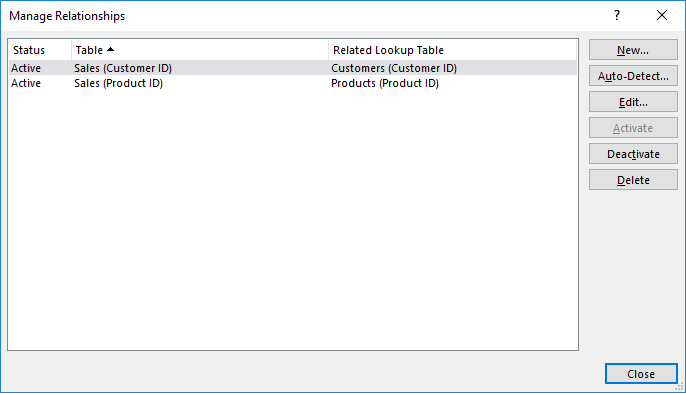 Manage Relationships ?
Status Table Related Lookup Table
Active Sales (Customer ID) Customers (Customer ID)
Active Sales (Product ID) Products (Product ID)
New...
Auto-Detect...
Edit...
Activate
Deactivate
Delete
Close